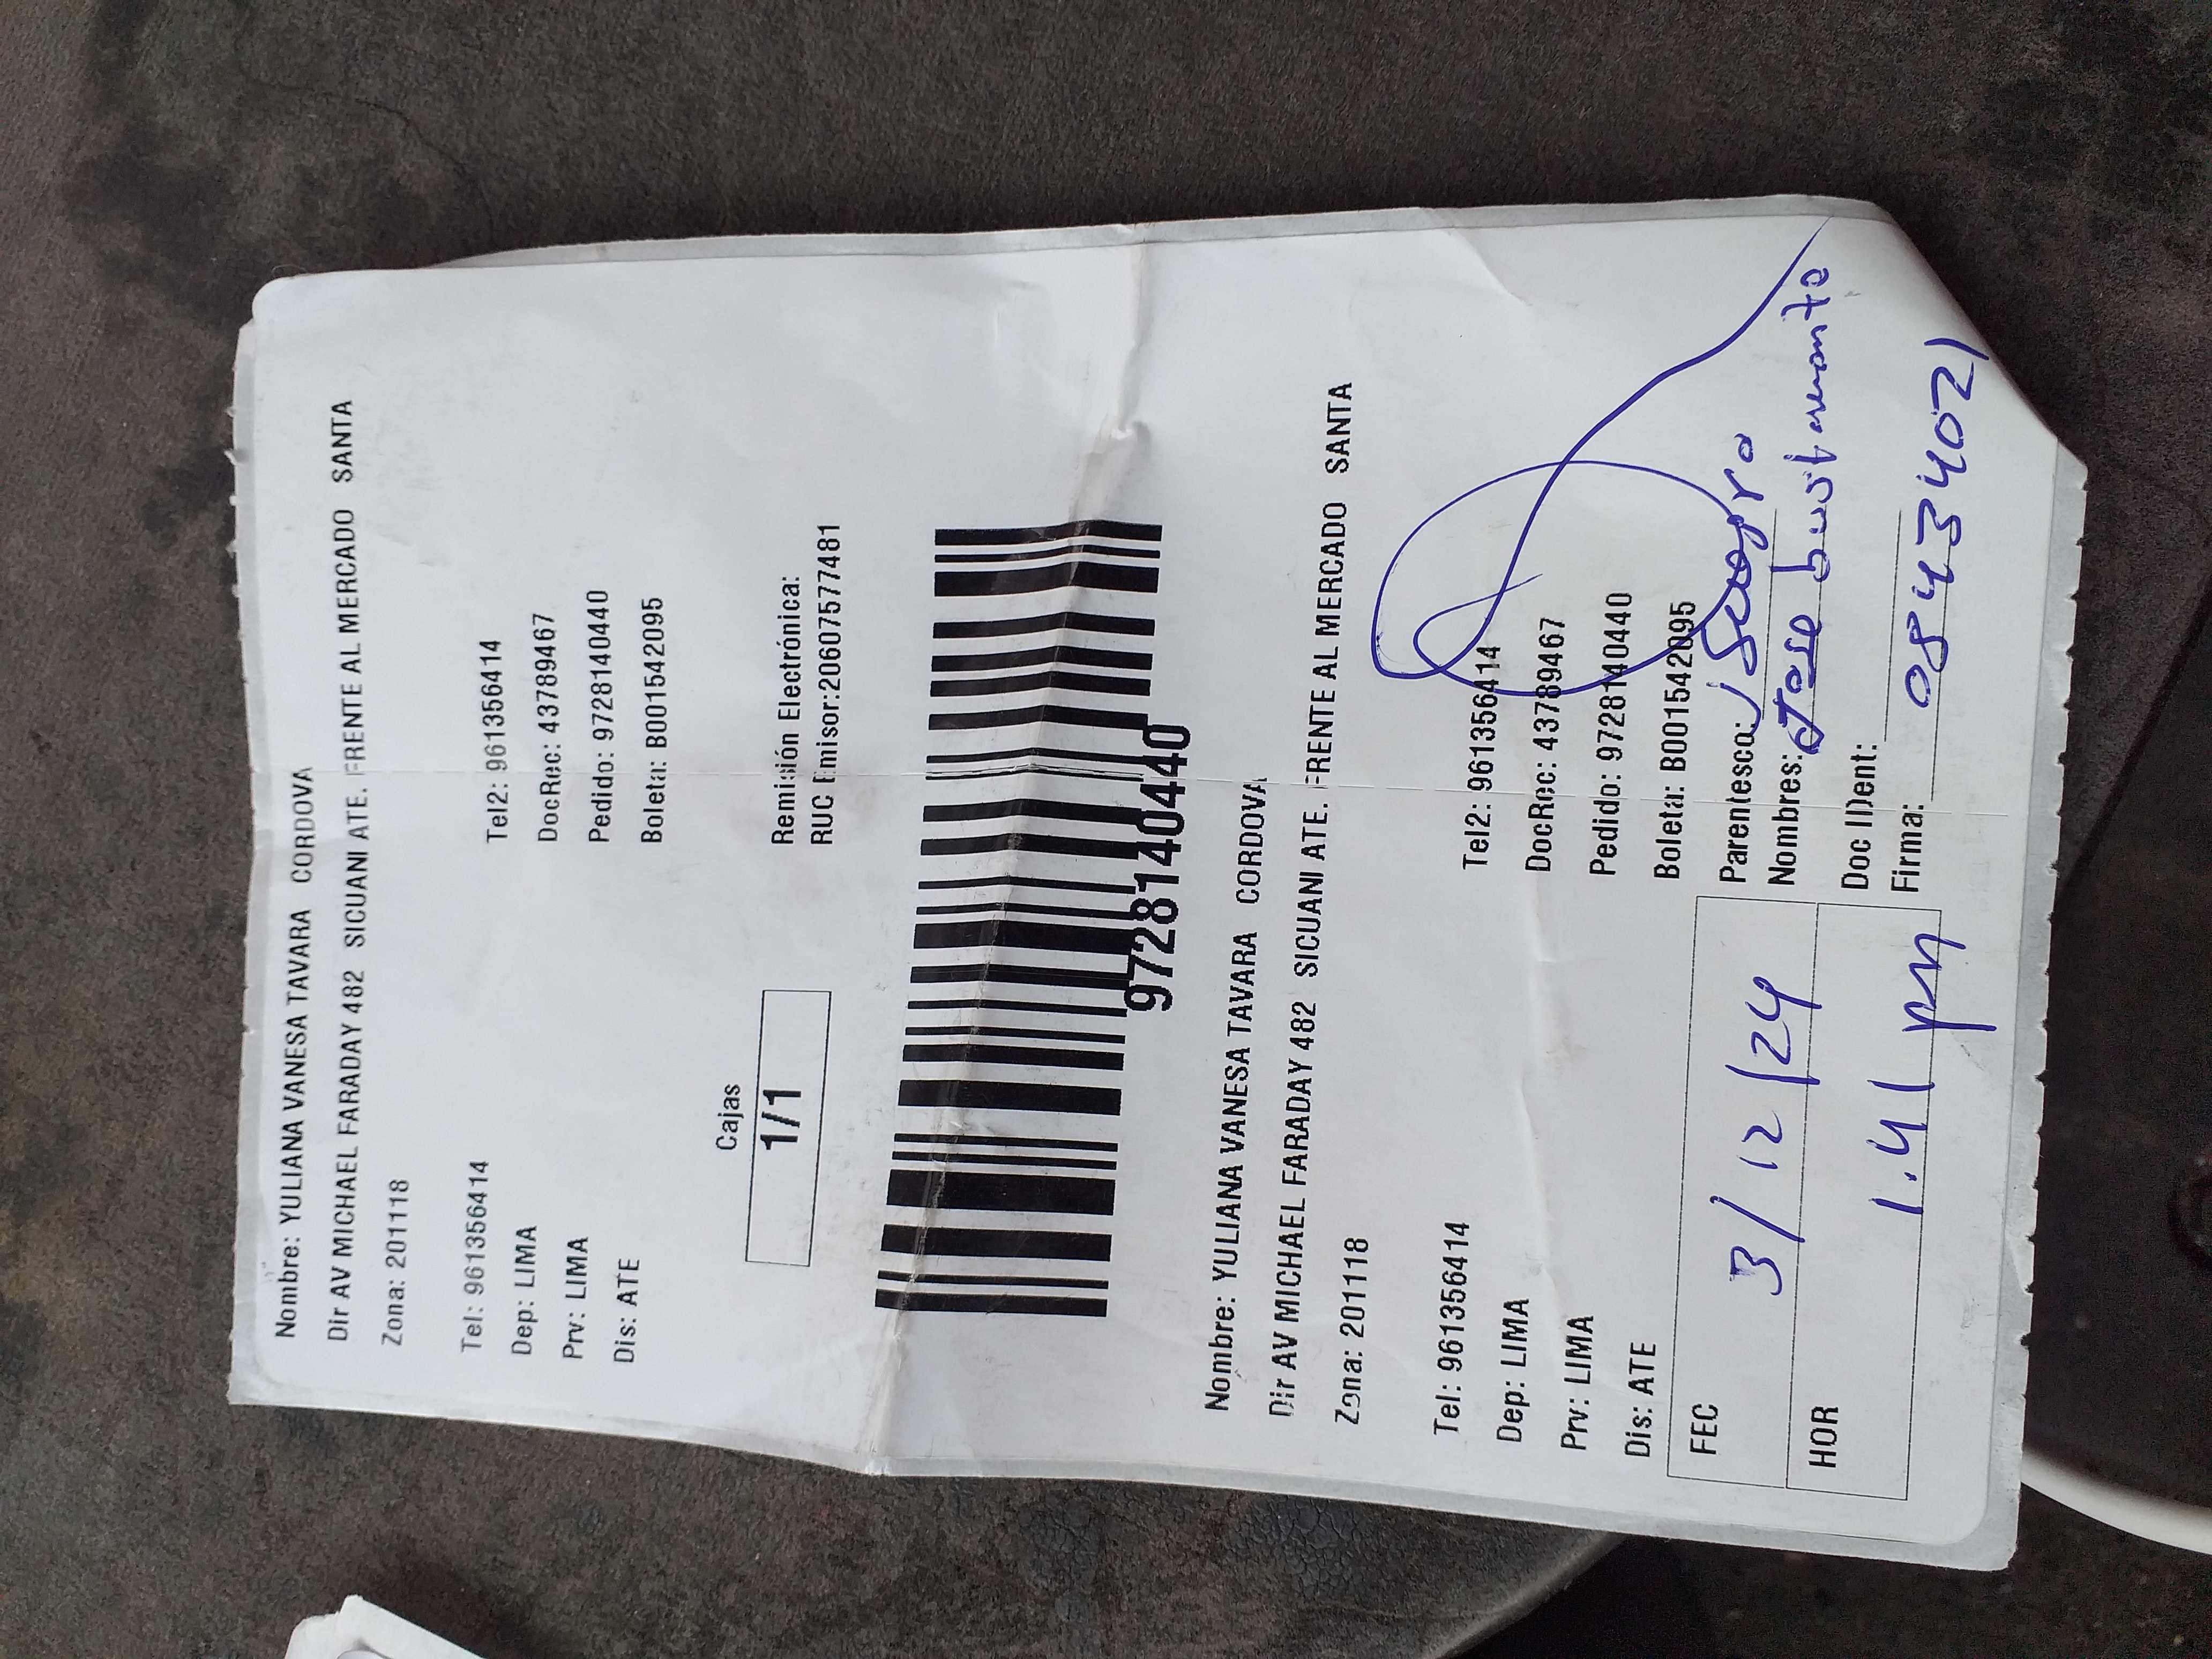 Nombre: YULIANA VANESA TAVARA CORDOVA
Dir AV MICHAEL FARADAY 482 SICUANI ATE. FRENTE AL MERCADO SANTA
Zona: 201118
Tel: 961356414 Tel2: 961356414
Dep: LIMA DocRec: 43789467
Prv: LIMA Pedido: 9728140440
Dis: ATE Boleta: B001542095
Cajas
1/1
Remisión Electrónica:
RUC Emisor:20607577481
9728140440
Nombre: YULIANA VANESA TAVARA CORDOVA
Dir AV MICHAEL FARADAY 482 SICUANI ATE. FRENTE AL MERCADO SANTA
Zona: 201118
Tel: 961356414 Tel2: 961356414
Dep: LIMA DocRec: 43789467
Prv: LIMA Pedido: 9728140440
Dis: ATE Boleta: B001542095
FEC 3/12/24
HOR 1.41 pm
Parentesco: Suegro
Nombres: Jose bustamante
Doc IDent:
Firma: 08434021